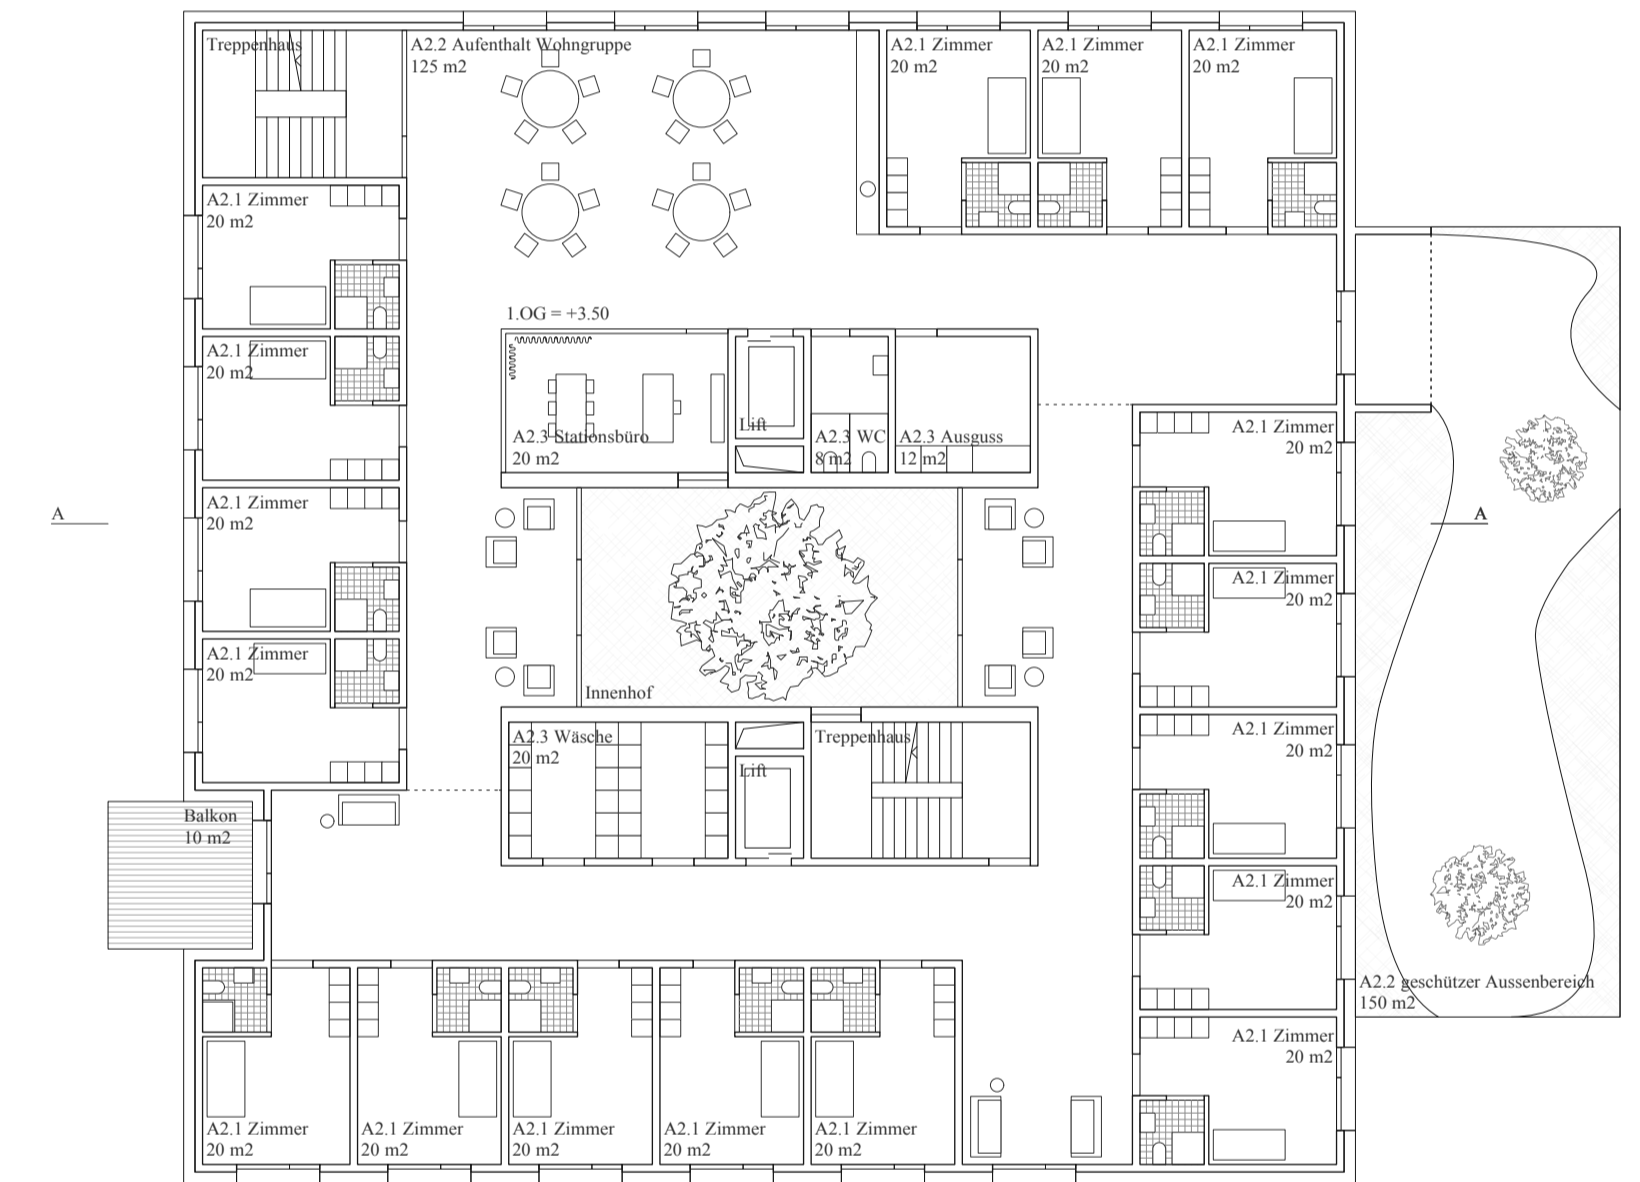 Treppenhaus
A2.2 Aufenthalt Wohngruppe
125 m2
A2.1 Zimmer
20 m2
A2.1 Zimmer
20 m2
A2.1 Zimmer
20 m2
A2.1 Zimmer
20 m2
1.OG = +3.50
A2.1 Zimmer
20 m2
Lift
A2.3 Stationsbüro
20 m2
A2.3 WC
8 m2
A2.3 Ausguss
12 m2
A2.1 Zimmer
20 m2
A2.1 Zimmer
20 m2
A
A
A2.1 Zimmer
20 m2
A2.1 Zimmer
20 m2
Innenhof
A2.3 Wäsche
20 m2
Lift
Treppenhaus
A2.1 Zimmer
20 m2
Balkon
10 m2
A2.1 Zimmer
20 m2
A2.2 geschützer Aussenbereich
150 m2
A2.1 Zimmer
20 m2
A2.1 Zimmer
20 m2
A2.1 Zimmer
20 m2
A2.1 Zimmer
20 m2
A2.1 Zimmer
20 m2
A2.1 Zimmer
20 m2